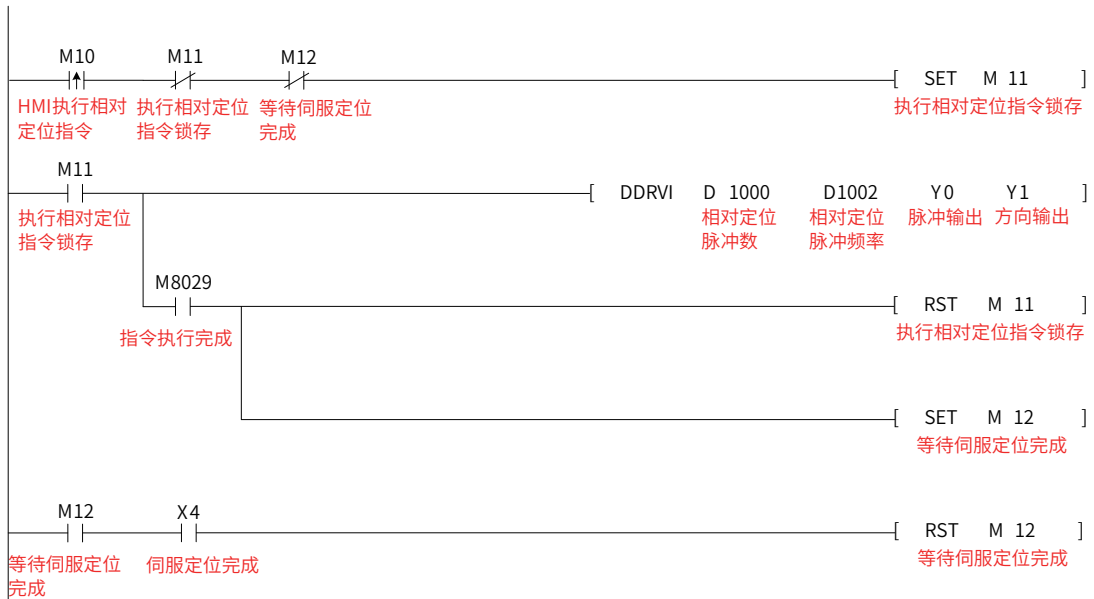 M10 M11 M12
[ SET M 11 ]
HMI执行相对 执行相对定位 等待伺服定位 执行相对定位指令锁存
定位指令 指令锁存 完成
M11
[ DDRVI D 1000 D1002 Y0 Y1 ]
执行相对定位 相对定位 相对定位 脉冲输出 方向输出
指令锁存 脉冲数 脉冲频率
M8029
[ RST M 11 ]
指令执行完成 执行相对定位指令锁存
[ SET M 12 ]
等待伺服定位完成
M12 X4
[ RST M 12 ]
等待伺服定位 伺服定位完成 等待伺服定位完成
完成